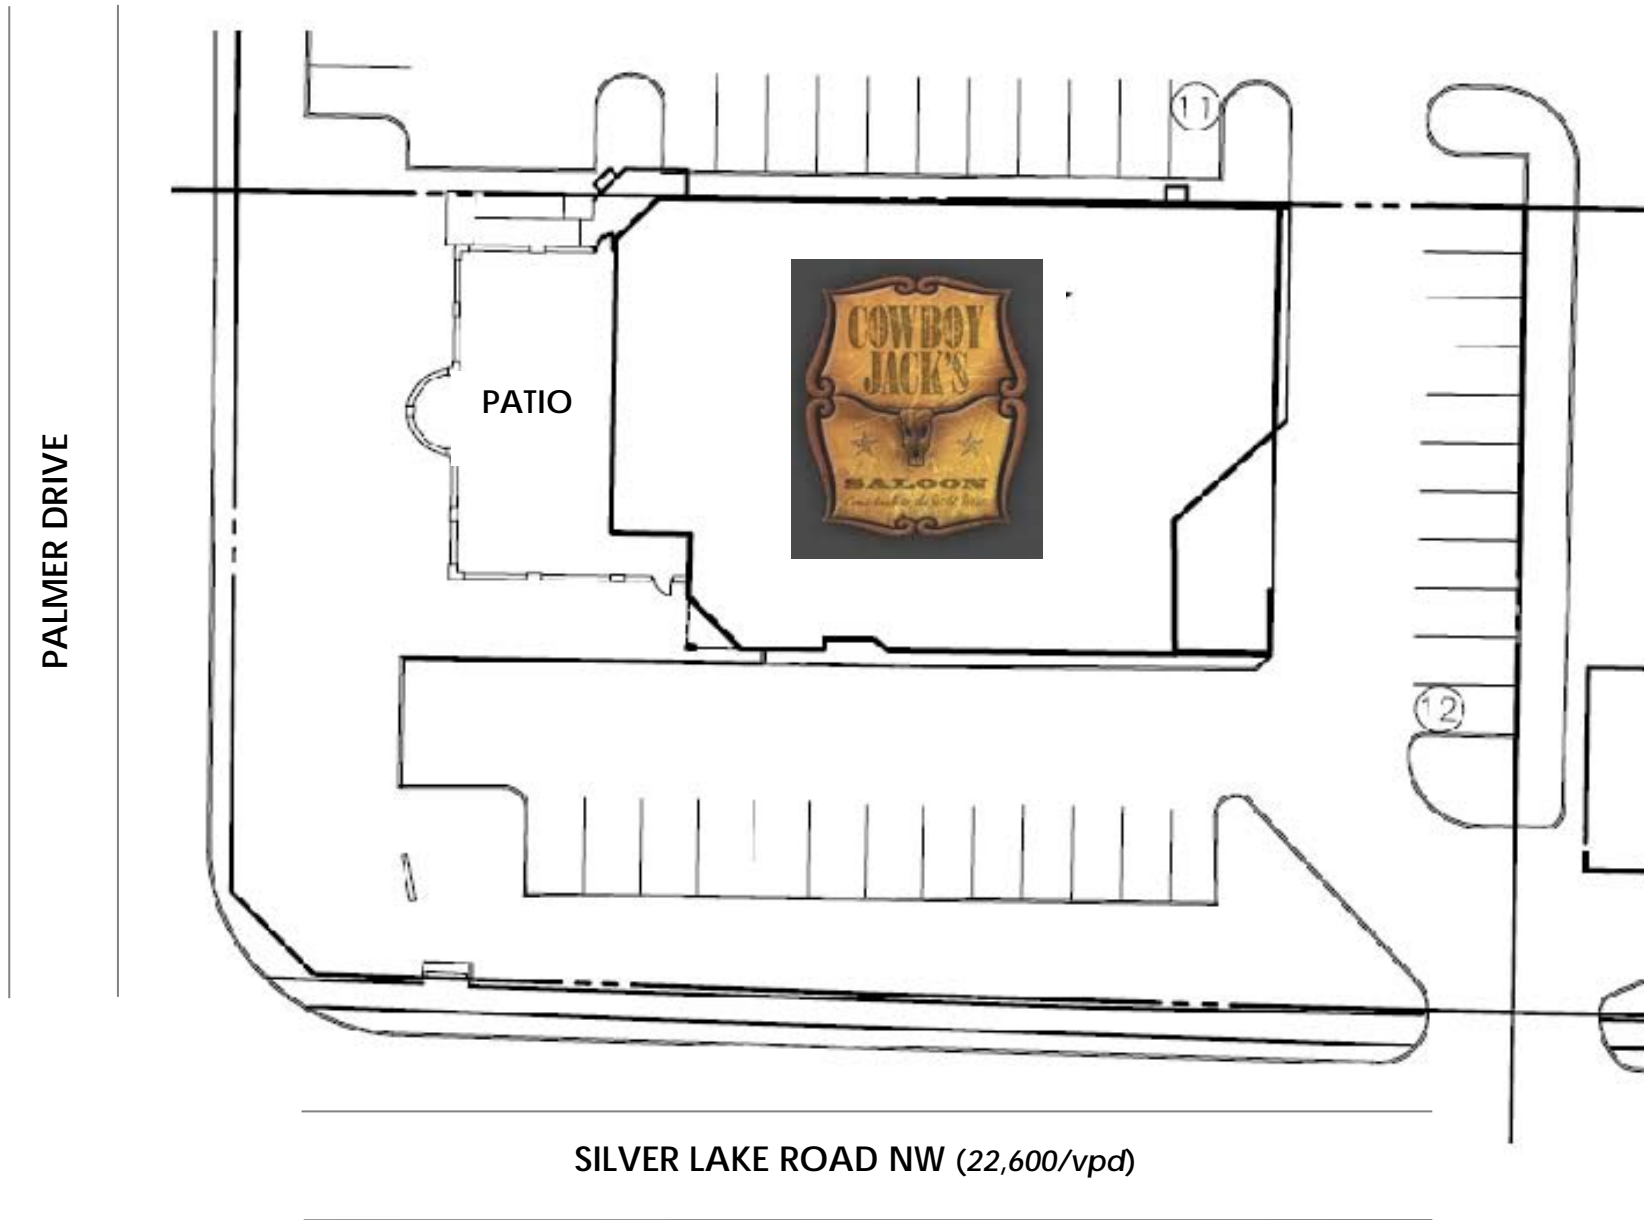 11
COWBOY
JACK'S
SALOON
PATIO
PALMER DRIVE
12
SILVER LAKE ROAD NW (22,600/vpd)